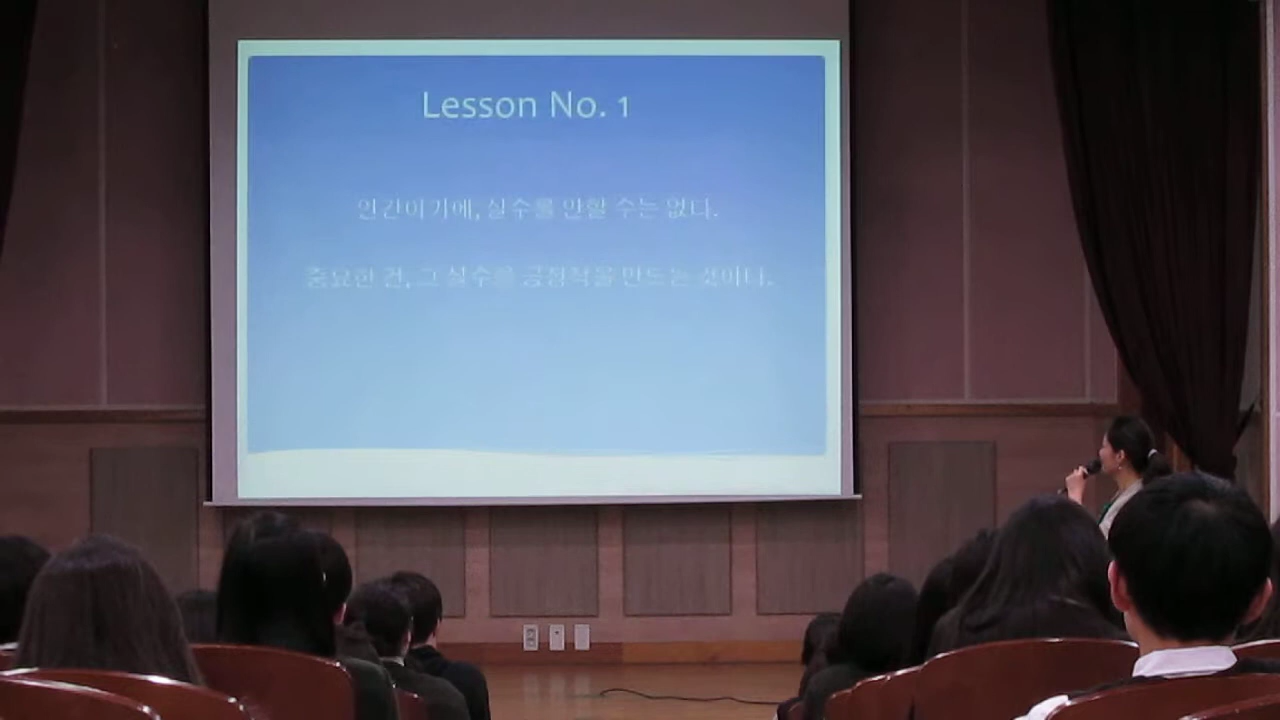 Lesson No. 1
인간이기에, 실수를 안할 수는 없다.
중요한 건, 그 실수를 긍정적을 만드는 것이다.